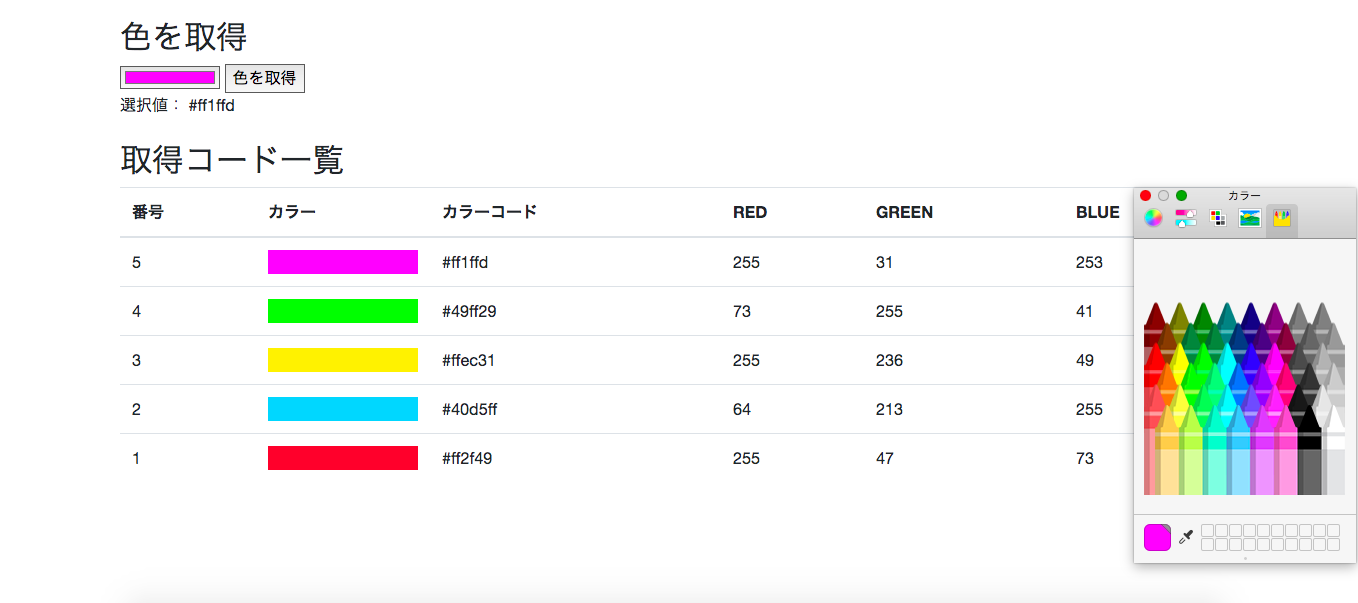 色を取得
色を取得
選択値： #ff1ffd
取得コード一覧
番号 カラー カラーコード RED GREEN BLUE
5 #ff1ffd 255 31 253
4 #49ff29 73 255 41
3 #ffec31 255 236 49
2 #40d5ff 64 213 255
1 #ff2f49 255 47 73
カラー